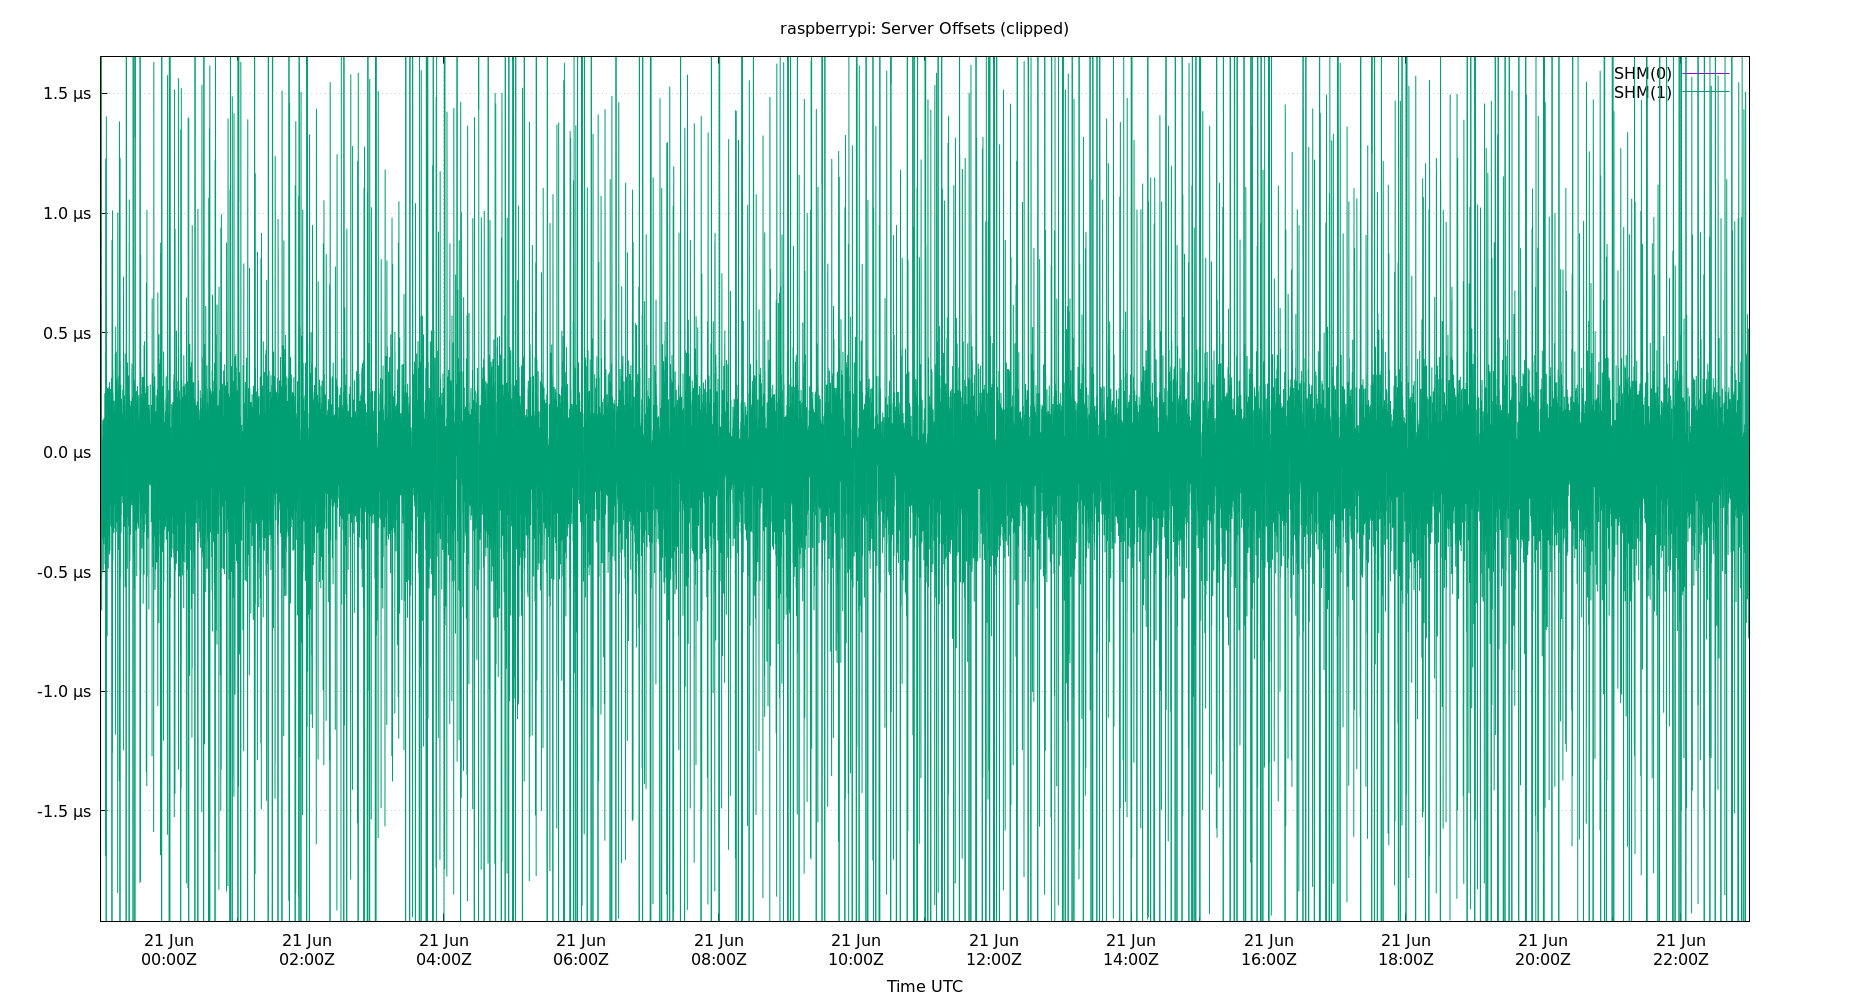 raspberrypi: Server Offsets (clipped)
SHM(0)
SHM(1)
1.5 µs
1.0 µs
0.5 µs
0.0 µs
-0.5 µs
-1.0 µs
-1.5 µs
21 Jun 21 Jun 21 Jun 21 Jun 21 Jun 21 Jun 21 Jun 21 Jun 21 Jun 21 Jun 21 Jun 21 Jun
00:00Z 02:00Z 04:00Z 06:00Z 08:00Z 10:00Z 12:00Z 14:00Z 16:00Z 18:00Z 20:00Z 22:00Z
Time UTC